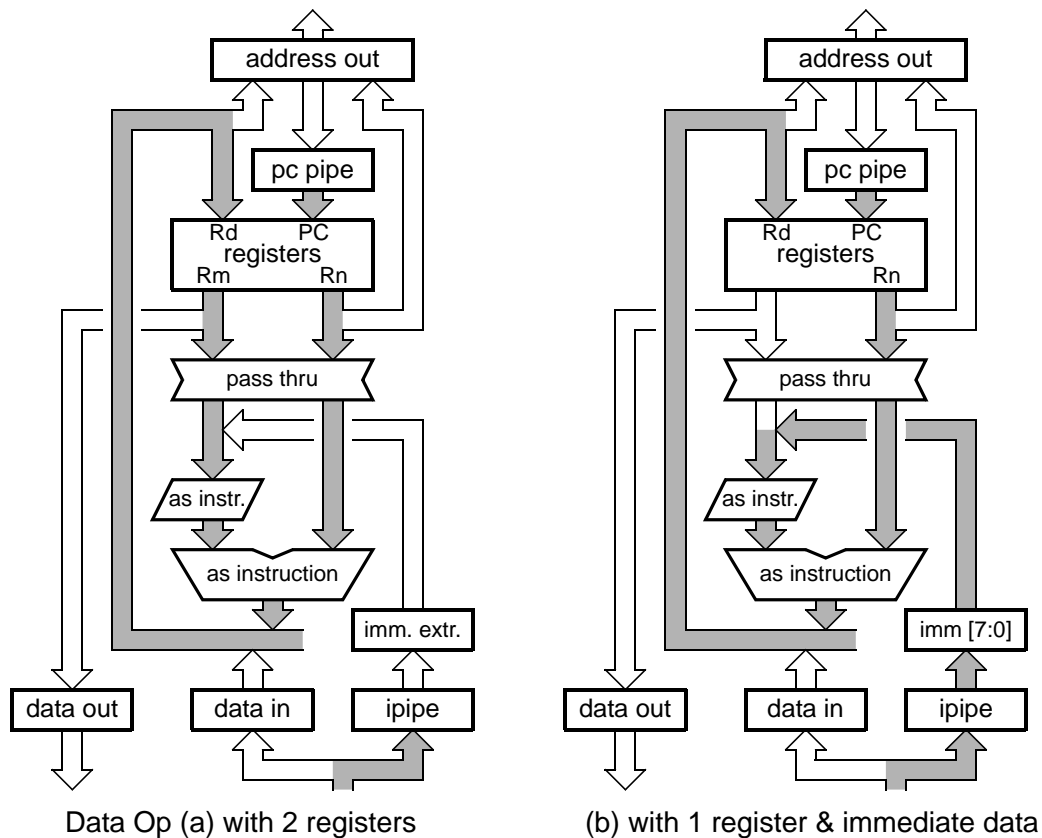 address out
pc pipe
Rd PC
registers
Rm Rn
pass thru
as instr.
as instruction
imm. extr.
data out
data in
ipipe
Data Op (a) with 2 registers
address out
pc pipe
Rd PC
registers
Rn
pass thru
as instr.
as instruction
imm [7:0]
data out
data in
ipipe
(b) with 1 register & immediate data